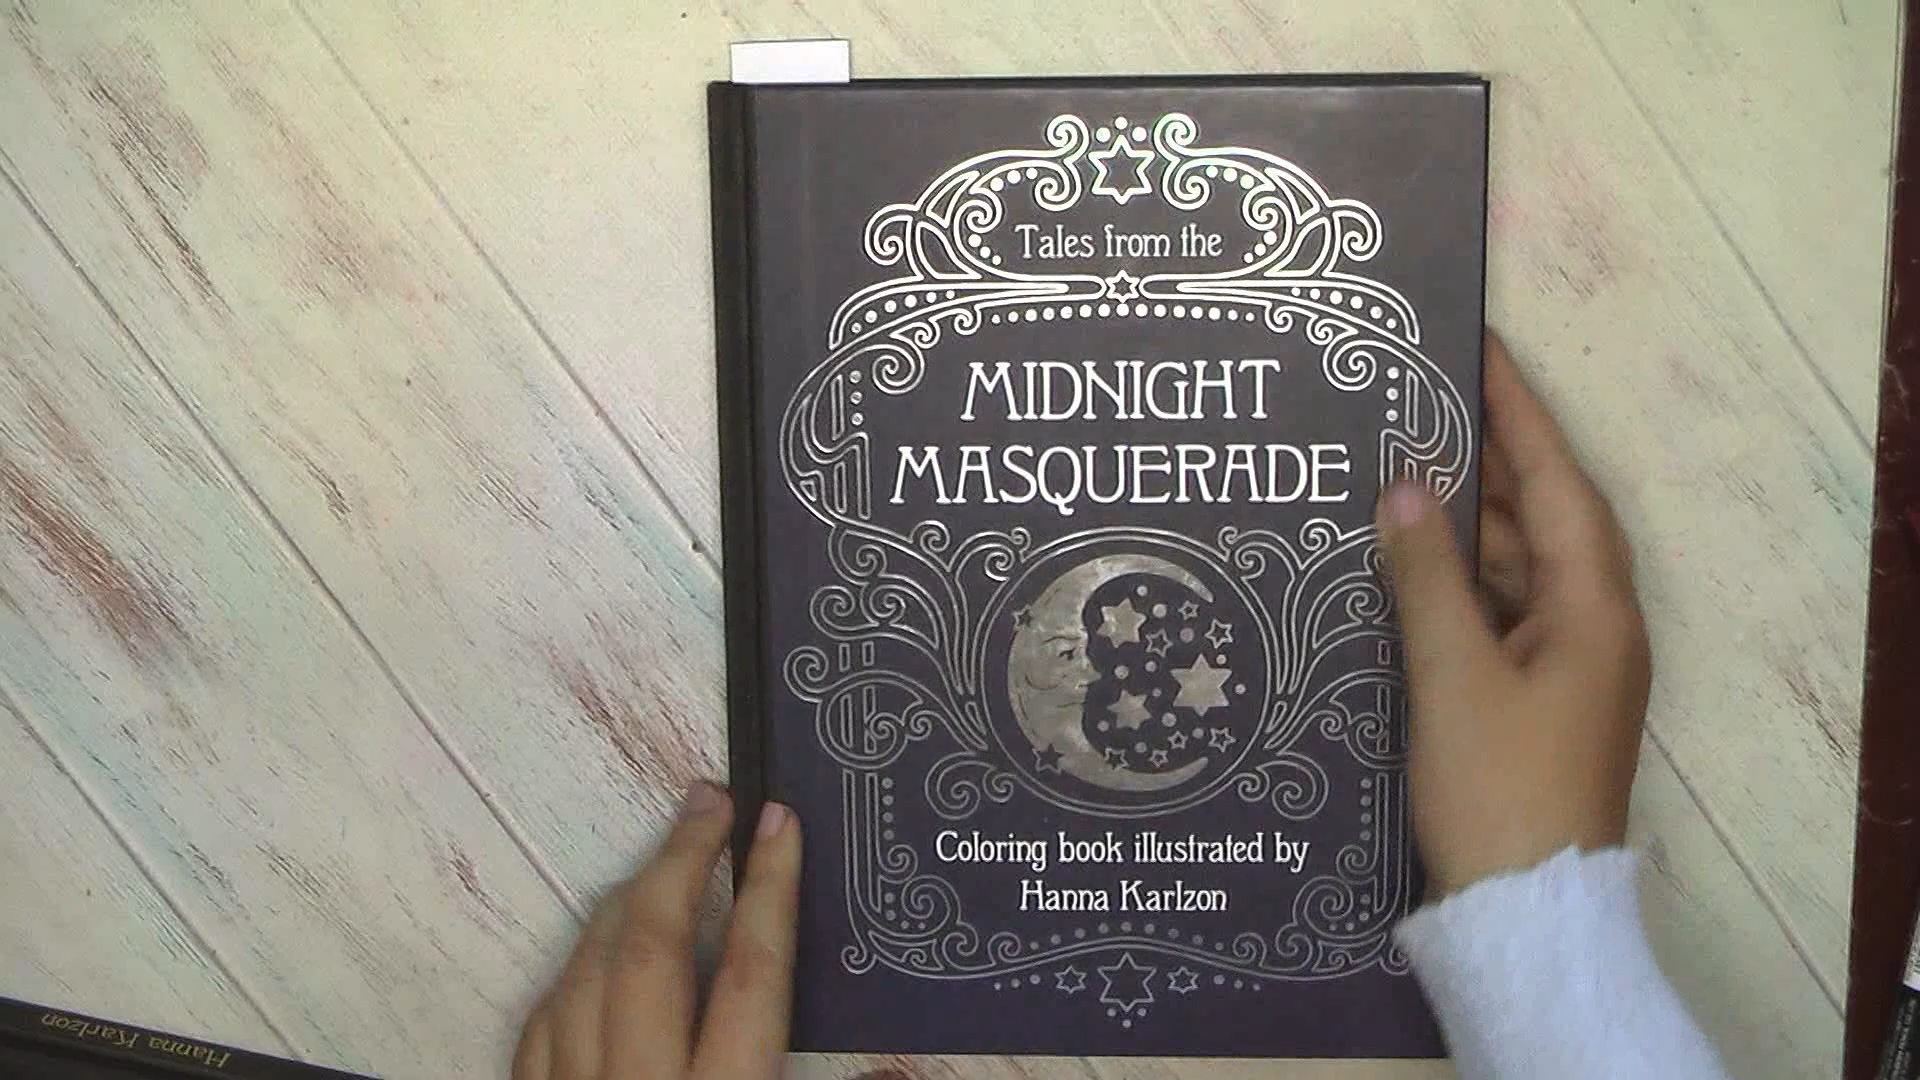 Tales from the
MIDNIGHT
MASQUERADE
Coloring book illustrated by
Hanna Karlzon
Hanna Karlzon